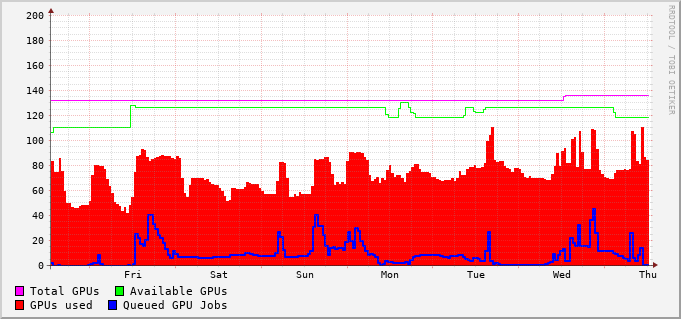 RRDTOOL / TOBI OETIKER
200
180
160
140
120
100
80
60
40
20
0
Fri Sat Sun Mon Tue Wed Thu
Total GPUs Available GPUs
GPUs used Queued GPU Jobs